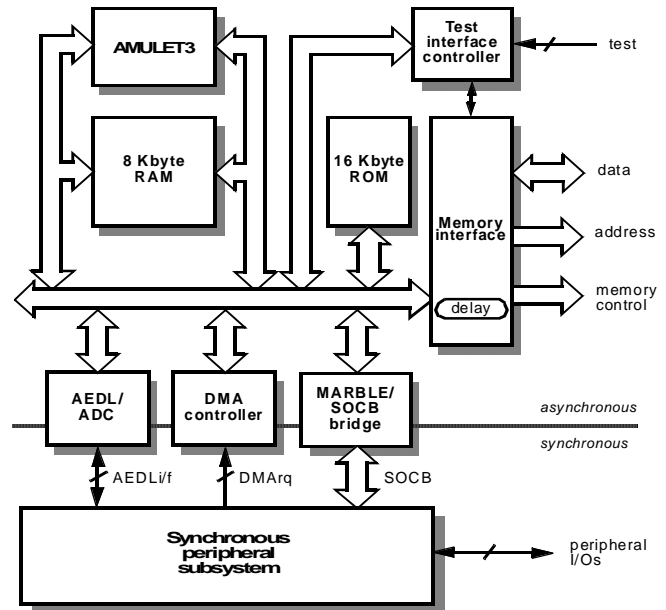 AMULET3
Test
interface
controller
test
8 Kbyte
RAM
16 Kbyte
ROM
Memory
interface
delay
data
address
memory
control
AEDL/
ADC
DMA
controller
MARBLE/
SOCB
bridge
asynchronous
synchronous
AEDLi/f
DMArq
SOCB
Synchronous
peripheral
subsystem
peripheral
I/Os